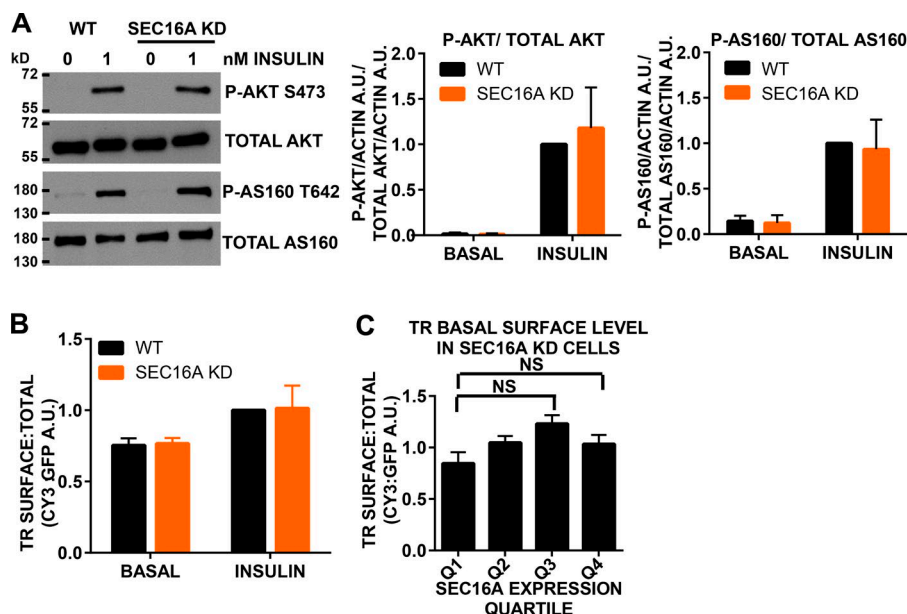 A
WT
SEC16A KD
kD
0
1
0
1
nM INSULIN
72
55
P-AKT S473
72
55
TOTAL AKT
180
130
P-AS160 T642
180
130
TOTAL AS160
P-AKT/ TOTAL AKT
WT
SEC16A KD
P-AKT/ACTIN A.U./
TOTAL AKT/ACTIN A.U.
2.0
1.5
1.0
0.5
0.0
BASAL
INSULIN
P-AS160/ TOTAL AS160
WT
SEC16A KD
P-AS160/ACTIN A.U./
TOTAL AS160/ACTIN A.U.
2.0
1.5
1.0
0.5
0.0
BASAL
INSULIN
B
WT
SEC16A KD
TR SURFACE:TOTAL
(CY3:GFP A.U.)
1.5
1.0
0.5
0.0
BASAL
INSULIN
C
TR BASAL SURFACE LEVEL
IN SEC16A KD CELLS
NS
NS
TR SURFACE:TOTAL
(CY3:GFP A.U.)
1.5
1.0
0.5
0.0
Q1
Q2
Q3
Q4
SEC16A EXPRESSION
QUARTILE